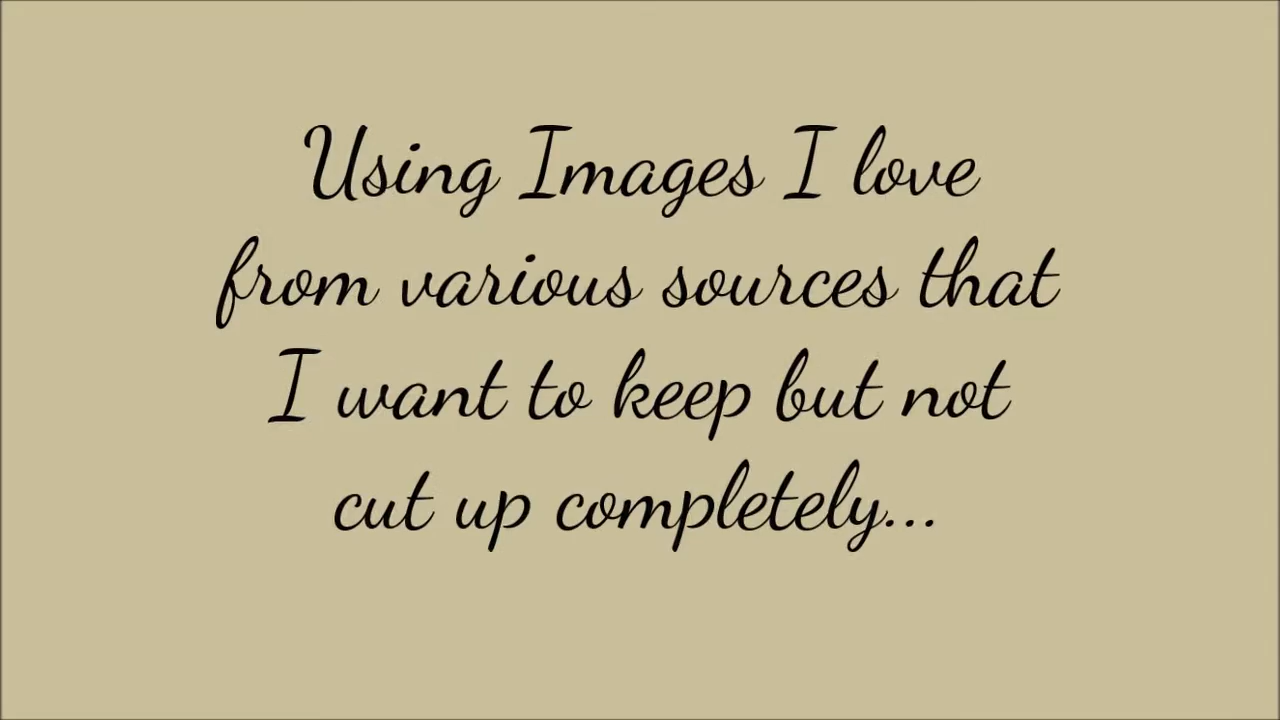 Using Images I love
from various sources that
I want to keep but not
cut up completely...